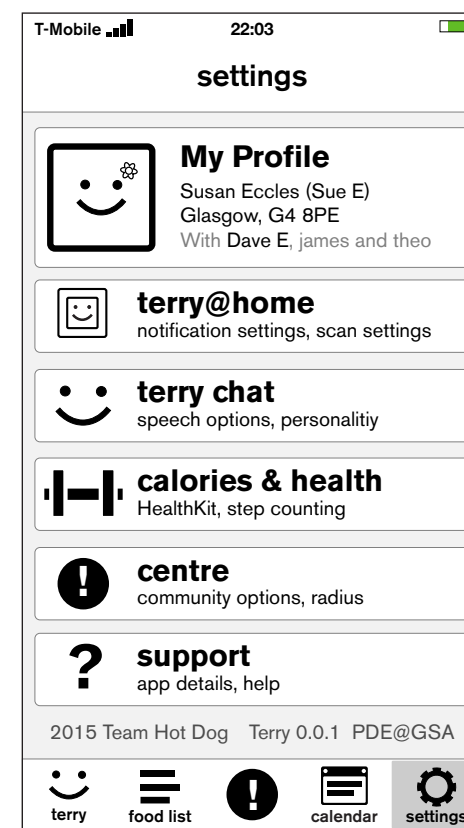 T-Mobile 22:03
settings
My Profile
Susan Eccles (Sue E)
Glasgow, G4 8PE
With Dave E, james and theo
terry@home
notification settings, scan settings
terry chat
speech options, personalitiy
calories & health
HealthKit, step counting
!
centre
community options, radius
?
support
app details, help
2015 Team Hot Dog Terry 0.0.1 PDE@GSA
!
terry food list calendar settings